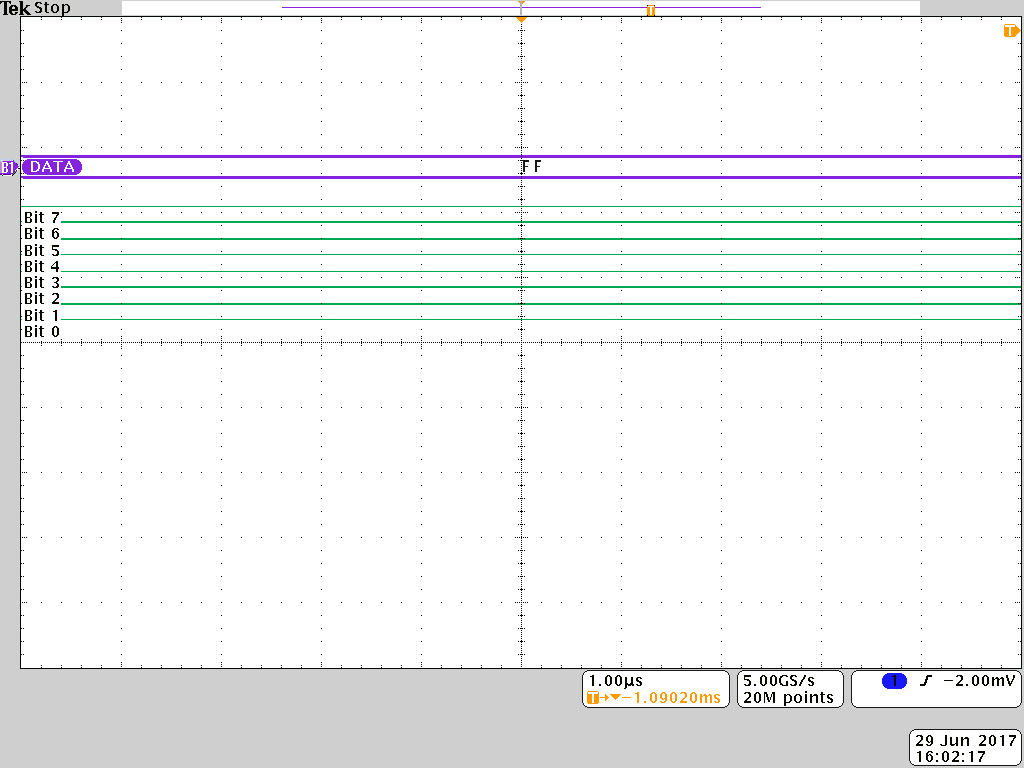 Tek Stop
T
T
B1 DATA FF
Bit 7
Bit 6
Bit 5
Bit 4
Bit 3
Bit 2
Bit 1
Bit 0
1.00µs
T→▼−1.09020ms
5.00GS/s
20M points
1 ∫ −2.00mV
29 Jun 2017
16:02:17